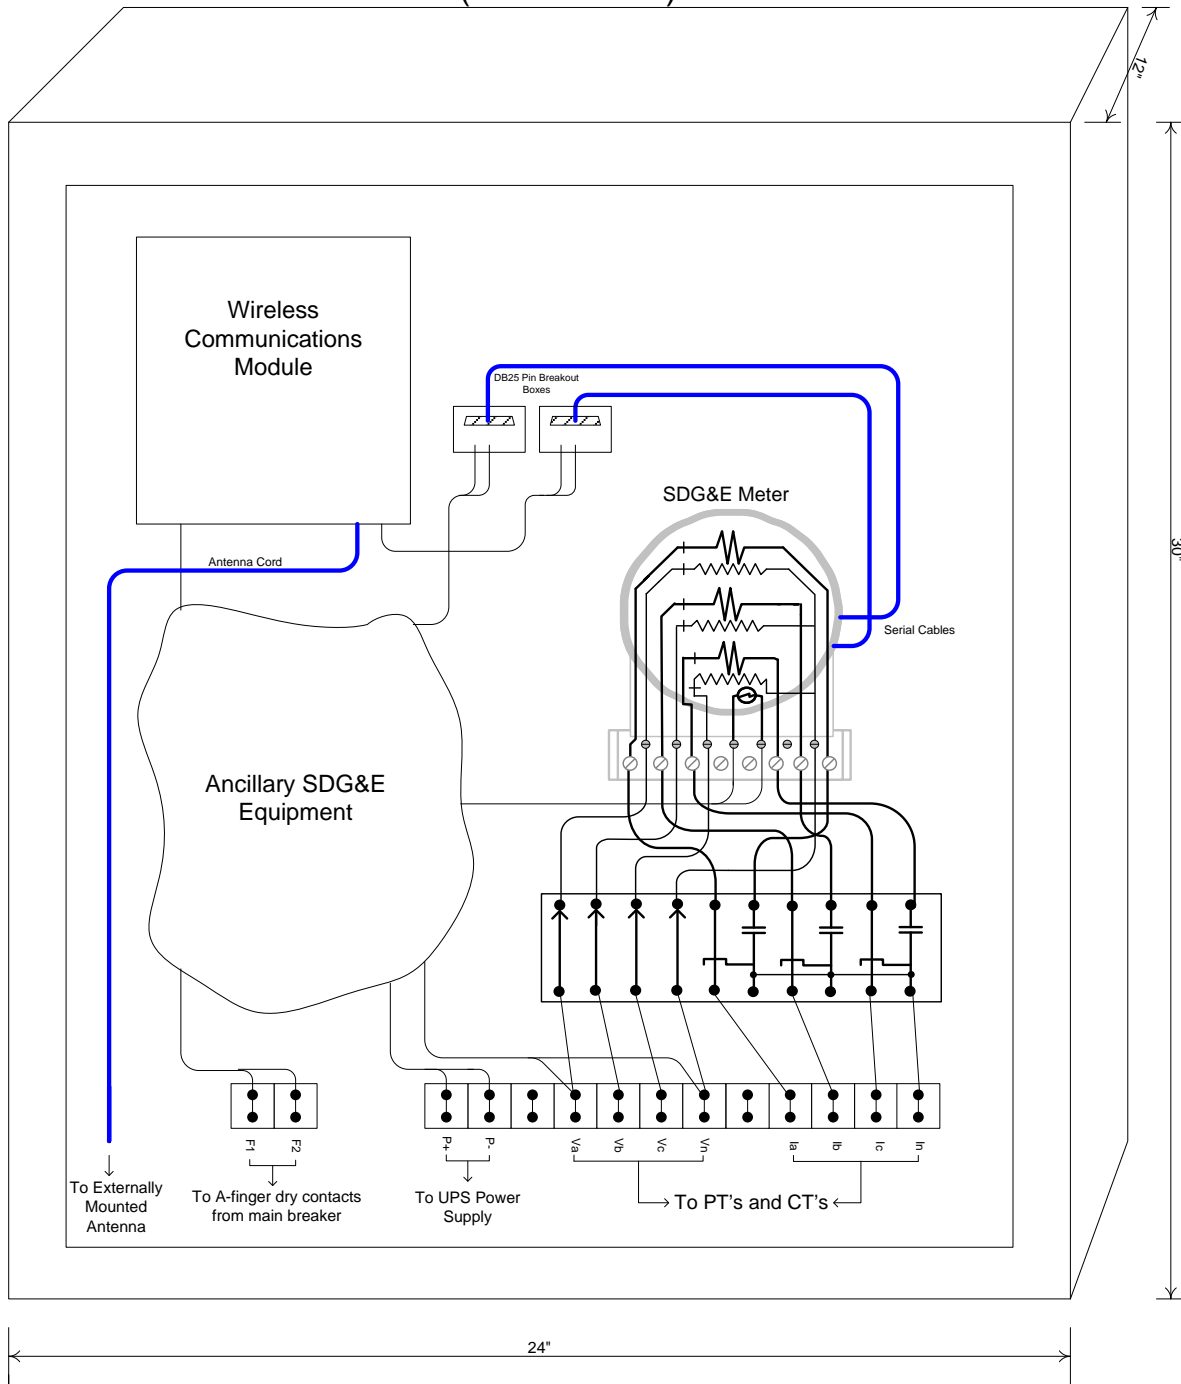 12"
30"
Wireless
Communications
Module
DB25 Pin Breakout
Boxes
SDG&E Meter
Antenna Cord
Serial Cables
Ancillary SDG&E
Equipment
F1
F2
P+
P-
Va
Vb
Vc
Vn
Ia
Ib
Ic
In
To Externally
Mounted
Antenna
To A-finger dry contacts
from main breaker
To UPS Power
Supply
To PT’s and CT’s
24"